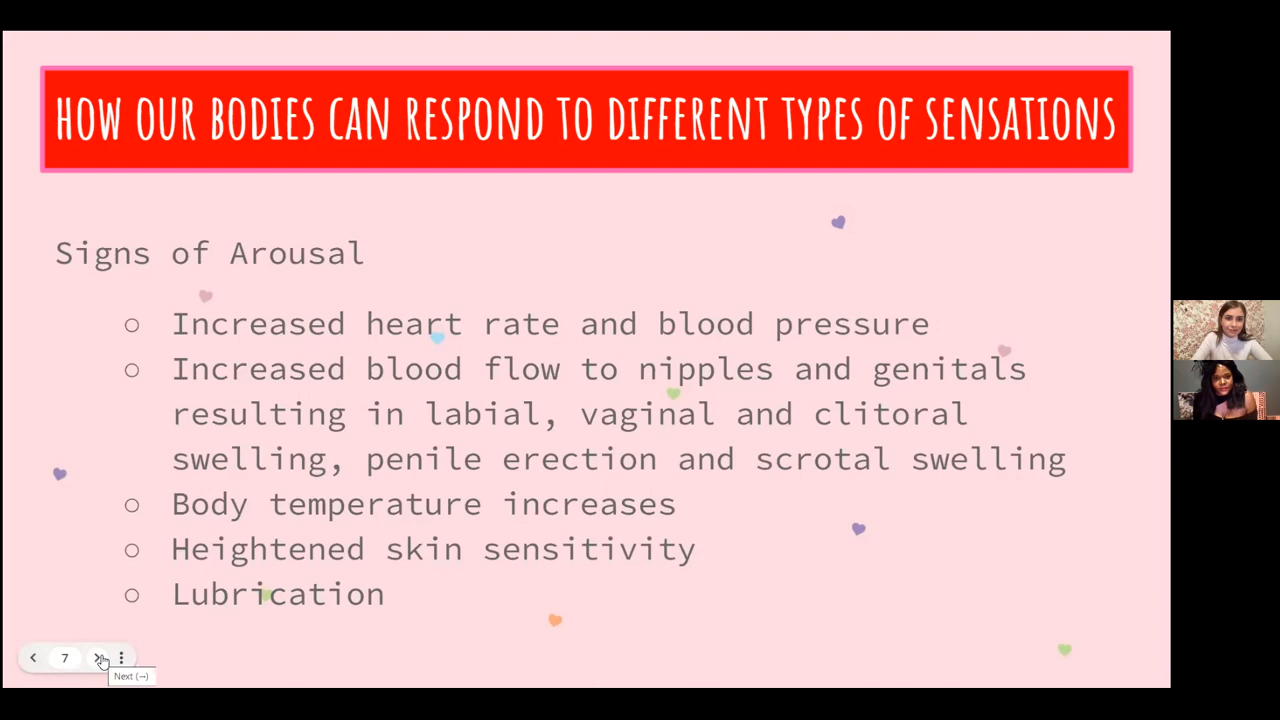 HOW OUR BODIES CAN RESPOND TO DIFFERENT TYPES OF SENSATIONS
Signs of Arousal
○ Increased heart rate and blood pressure
○ Increased blood flow to nipples and genitals
resulting in labial, vaginal and clitoral
swelling, penile erection and scrotal swelling
○ Body temperature increases
○ Heightened skin sensitivity
○ Lubrication
7
Next (→)